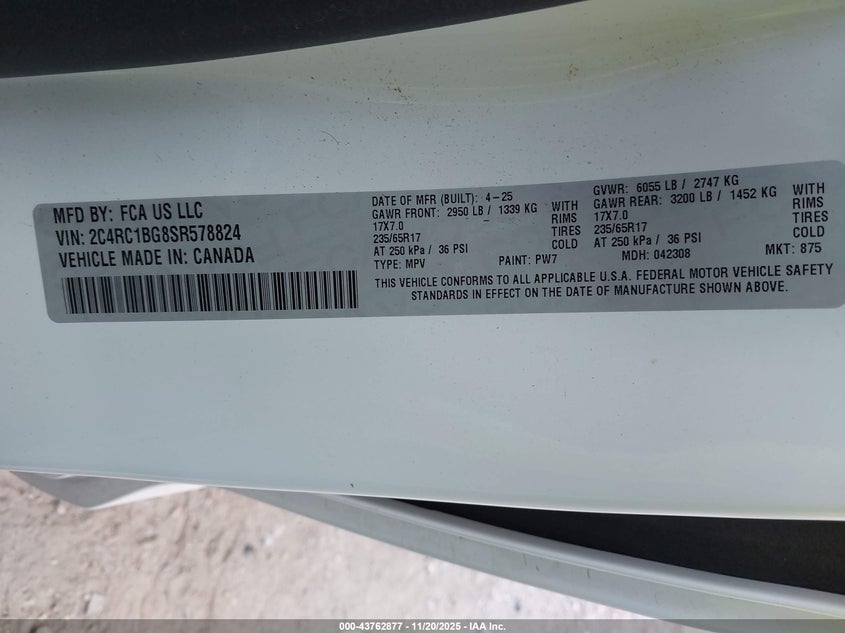 MFD BY: FCA US LLC
VIN: 2C4RC1BG8SR578824
VEHICLE MADE IN: CANADA
DATE OF MFR (BUILT): 4-25
GAWR FRONT: 2950 LB / 1339 KG WITH
17X7.0 RIMS
235/65R17 TIRES
AT 250 kPa / 36 PSI COLD
TYPE: MPV PAINT: PW7
GVWR: 6055 LB / 2747 KG
GAWR REAR: 3200 LB / 1452 KG WITH
17X7.0 RIMS
235/65R17 TIRES
AT 250 kPa / 36 PSI COLD
MDH: 042308 MKT: 875
THIS VEHICLE CONFORMS TO ALL APPLICABLE U.S.A. FEDERAL MOTOR VEHICLE SAFETY
STANDARDS IN EFFECT ON THE DATE OF MANUFACTURE SHOWN ABOVE.
000-43762877 - 11/20/2025 - IAA Inc.